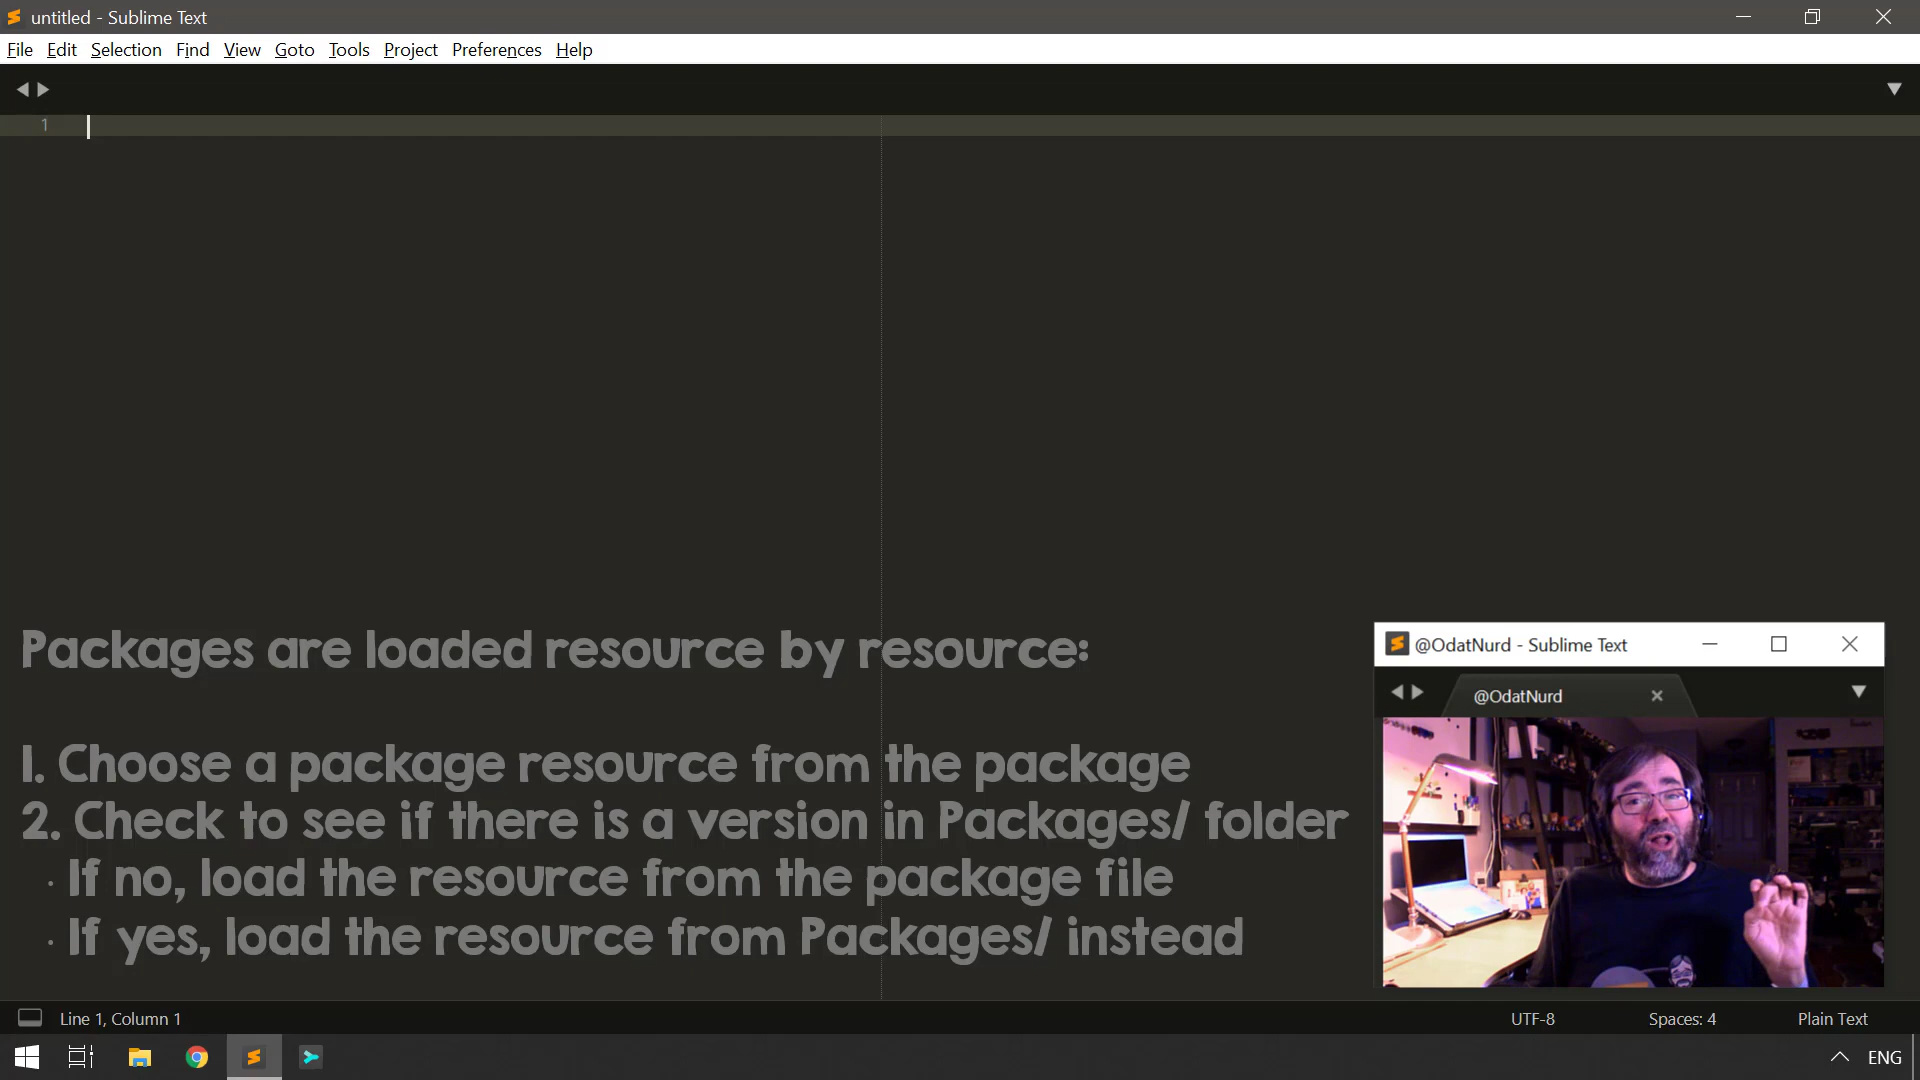 untitled - Sublime Text
File Edit Selection Find View Goto Tools Project Preferences Help
1
Packages are loaded resource by resource:
1. Choose a package resource from the package
2. Check to see if there is a version in Packages/ folder
· If no, load the resource from the package file
· If yes, load the resource from Packages/ instead
@OdatNurd - Sublime Text
@OdatNurd
Line 1, Column 1
UTF-8
Spaces: 4
Plain Text
ENG